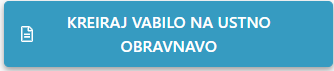 KREIRAJ VABILO NA USTNO
OBRAVNAVO